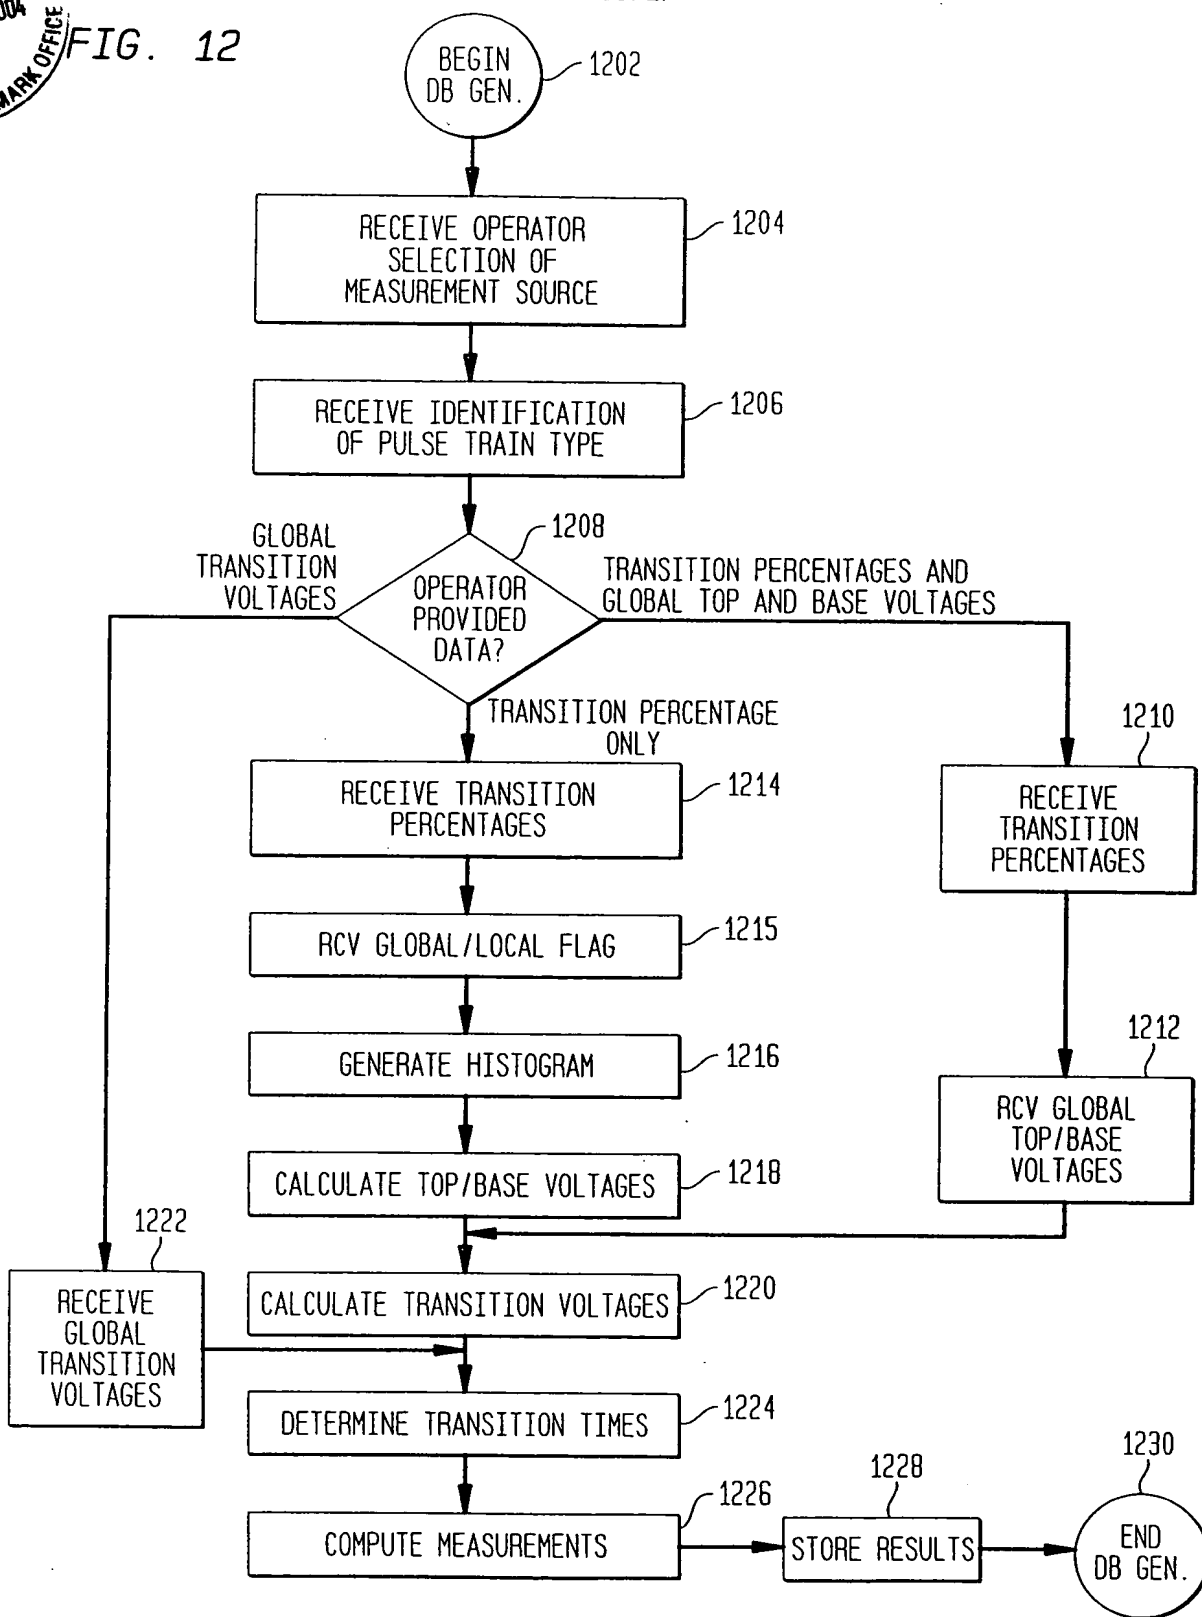 004
MARK OFFICE
FIG. 12
BEGIN
DB GEN.
1202
RECEIVE OPERATOR
SELECTION OF
MEASUREMENT SOURCE
1204
RECEIVE IDENTIFICATION
OF PULSE TRAIN TYPE
1206
OPERATOR
PROVIDED
DATA?
1208
GLOBAL
TRANSITION
VOLTAGES
TRANSITION PERCENTAGES AND
GLOBAL TOP AND BASE VOLTAGES
TRANSITION PERCENTAGE
ONLY
RECEIVE TRANSITION
PERCENTAGES
1214
RECEIVE
TRANSITION
PERCENTAGES
1210
RCV GLOBAL/LOCAL FLAG
1215
GENERATE HISTOGRAM
1216
RCV GLOBAL
TOP/BASE
VOLTAGES
1212
CALCULATE TOP/BASE VOLTAGES
1218
1222
RECEIVE
GLOBAL
TRANSITION
VOLTAGES
CALCULATE TRANSITION VOLTAGES
1220
DETERMINE TRANSITION TIMES
1224
COMPUTE MEASUREMENTS
1226
STORE RESULTS
1228
END
DB GEN.
1230